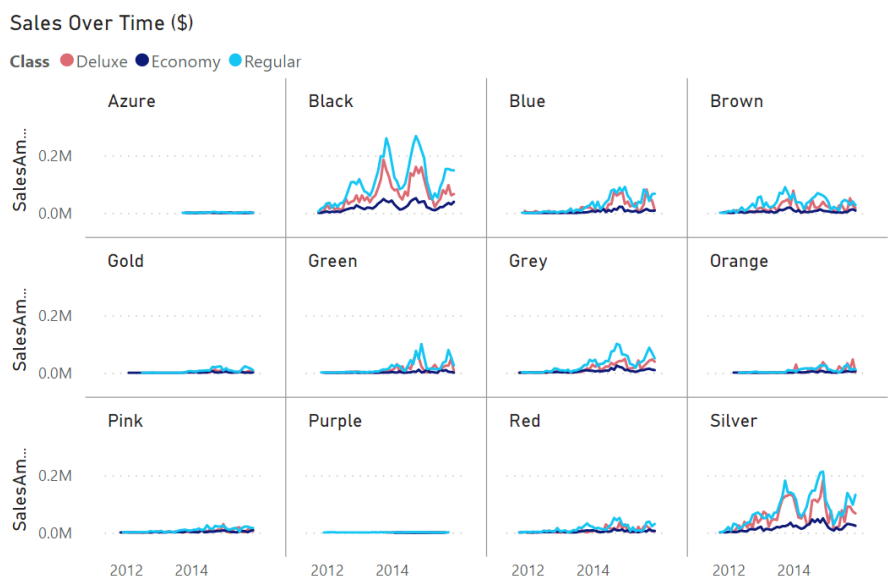 Sales Over Time ($)
Class Deluxe Economy Regular
Azure Black Blue Brown
SalesAm...
0.2M
0.0M
Gold Green Grey Orange
SalesAm...
0.2M
0.0M
Pink Purple Red Silver
SalesAm...
0.2M
0.0M
2012 2014 2012 2014 2012 2014 2012 2014